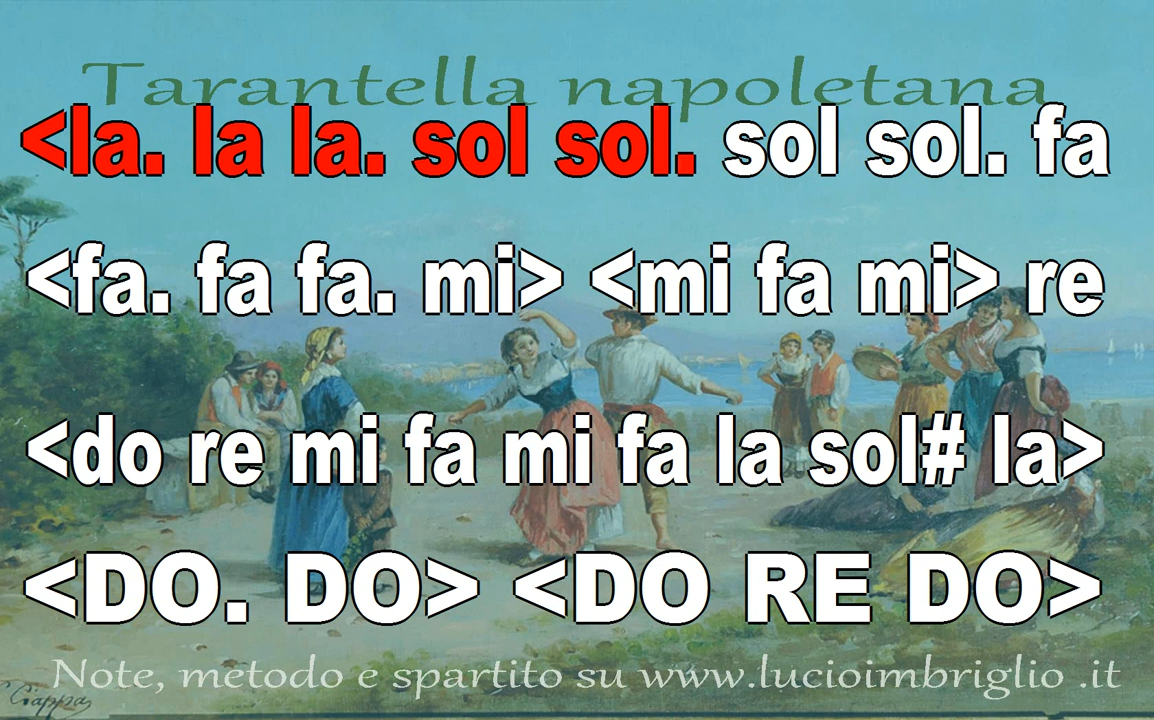 Tarantella napoletana
<la. la la. sol sol. sol sol. fa
<fa. fa fa. mi> <mi fa mi> re
<do re mi fa mi fa la sol# la>
<DO. DO> <DO RE DO>
Note, metodo e spartito su www.lucioimbriglio .it
C Ciappa